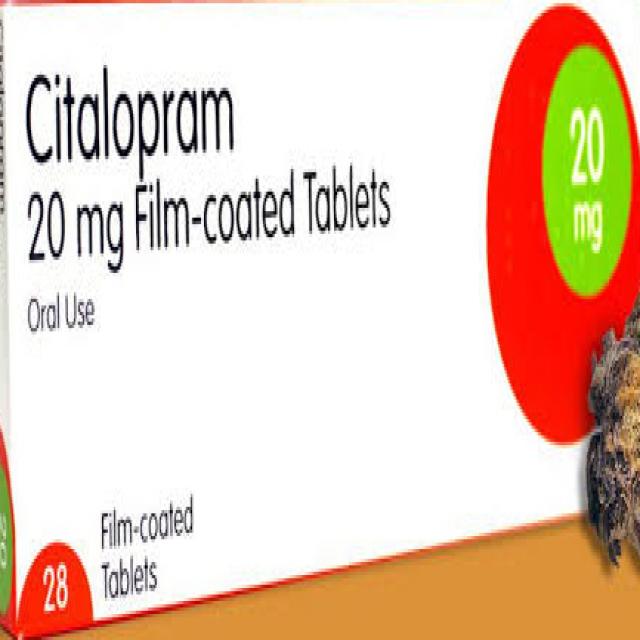 Citalopram
20 mg Film-coated Tablets
Oral Use
20
mg
Film-coated
Tablets
28